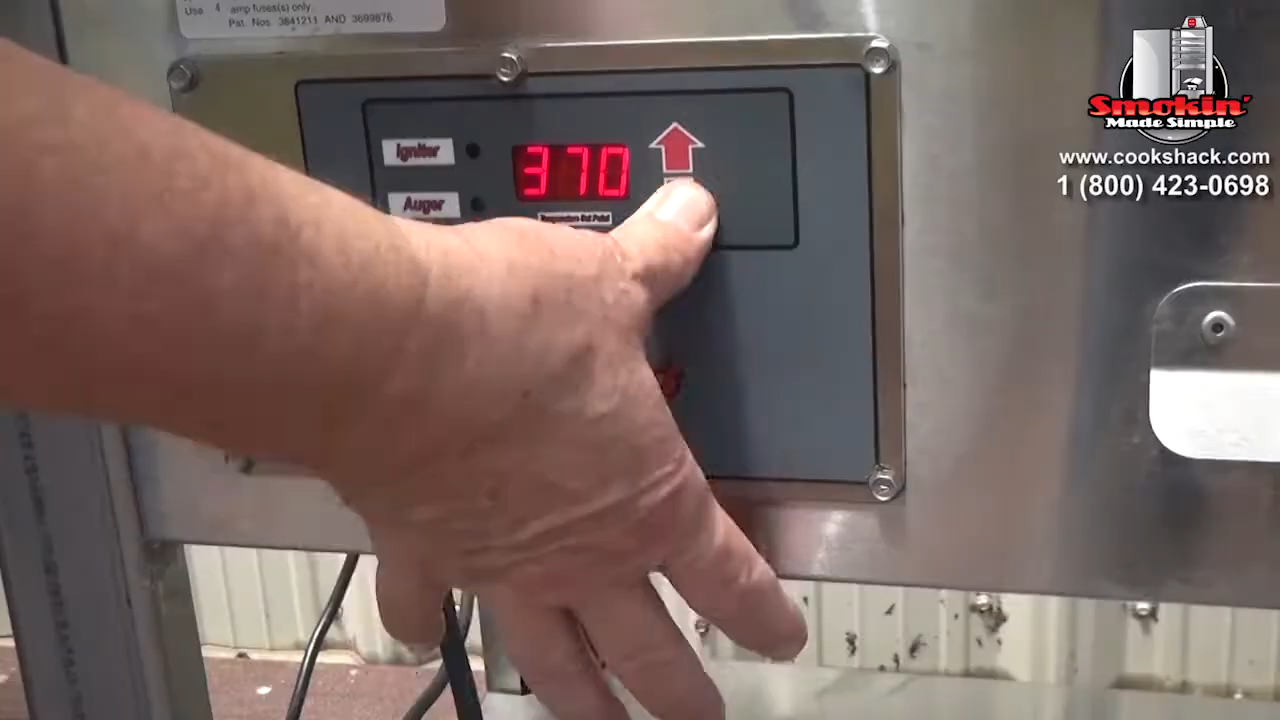 Use 4 amp fuses(s) only.
Pat. Nos. 3841211 AND 3699876
Igniter
370
Auger
Temperature Set Point
Smokin'
Made Simple
www.cookshack.com
1 (800) 423-0698